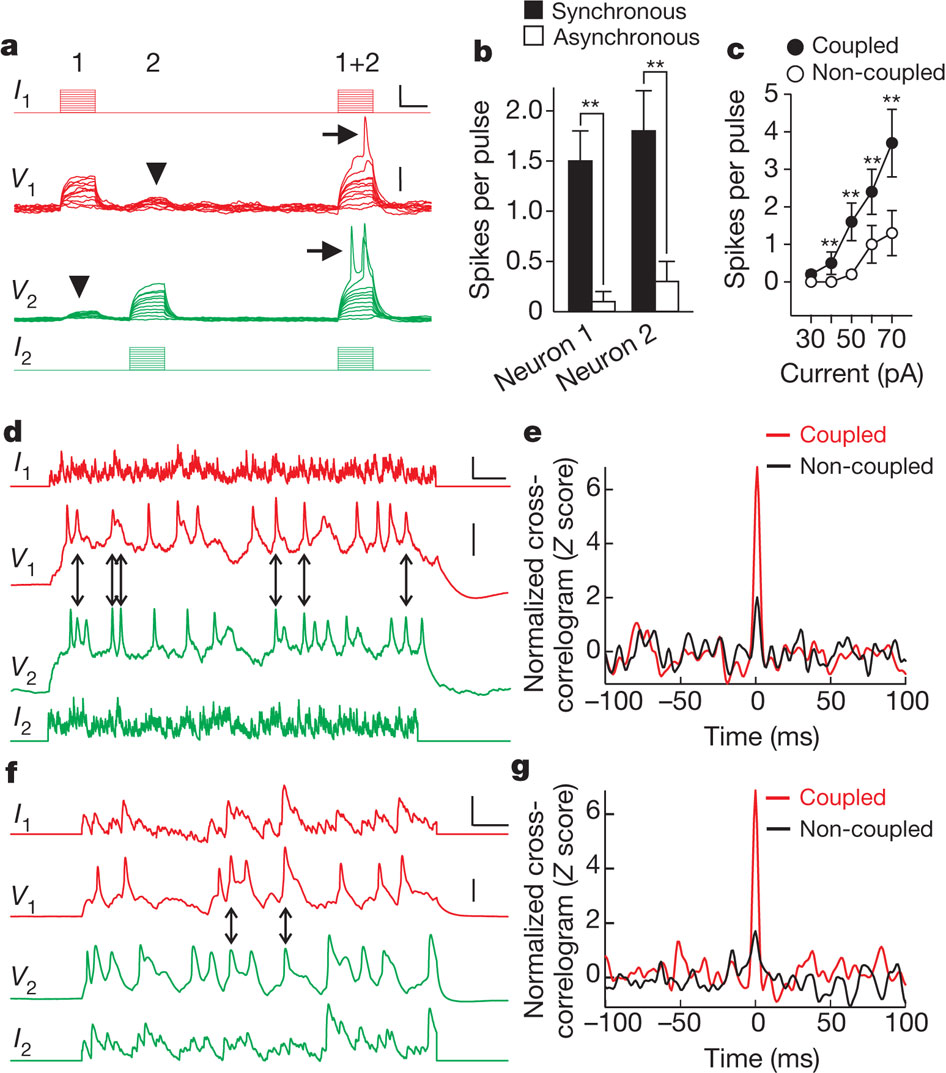 a
1 2 1+2
I1
V1
V2
I2
b
Synchronous
Asynchronous
Spikes per pulse
2.0
1.5
1.0
0.5
0
**
**
Neuron 1
Neuron 2
c
Coupled
Non-coupled
Spikes per pulse
5
4
3
2
1
0
**
**
**
**
30 50 70
Current (pA)
d
I1
V1
V2
I2
e
Coupled
Non-coupled
Normalized cross-
correlogram (Z score)
6
4
2
0
−100 −50 0 50 100
Time (ms)
f
I1
V1
V2
I2
g
Coupled
Non-coupled
Normalized cross-
correlogram (Z score)
6
4
2
0
−100 −50 0 50 100
Time (ms)